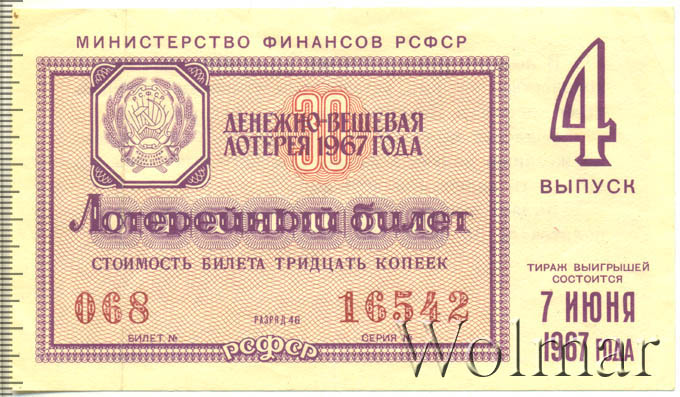 МИНИСТЕРСТВО ФИНАНСОВ РСФСР
РСФСР
30
ДЕНЕЖНО-ВЕЩЕВАЯ
ЛОТЕРЕЯ 1967 ГОДА
Лотерейный билет
СТОИМОСТЬ БИЛЕТА ТРИДЦАТЬ КОПЕЕК
068 16542
БИЛЕТ № РАЗРЯД 46 СЕРИЯ
РСФСР
4
ВЫПУСК
ТИРАЖ ВЫИГРЫШЕЙ
СОСТОИТСЯ
7 ИЮНЯ
1967 ГОДА
Wolmar